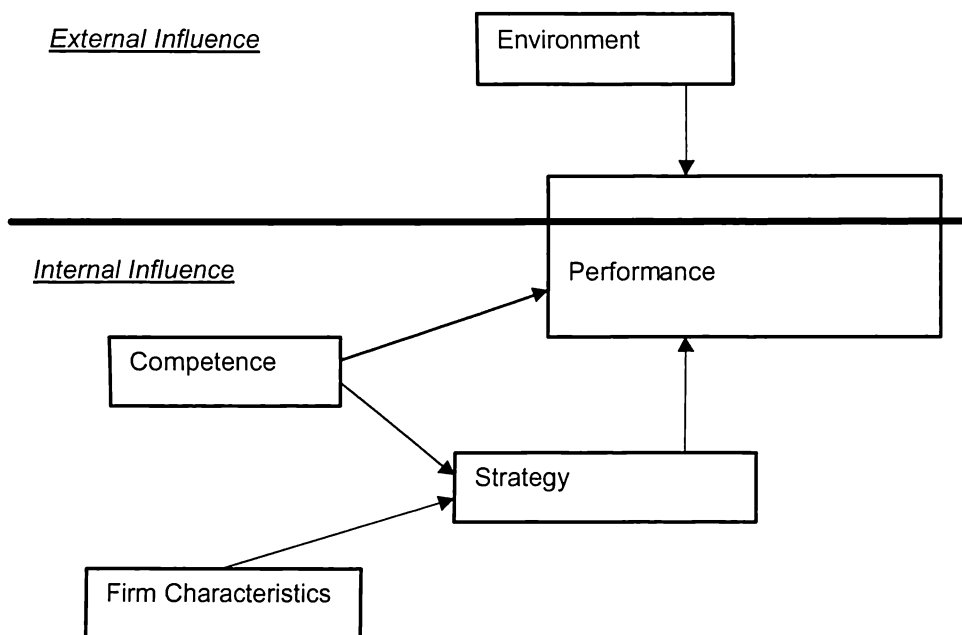 External Influence
Environment
Internal Influence
Performance
Competence
Strategy
Firm Characteristics